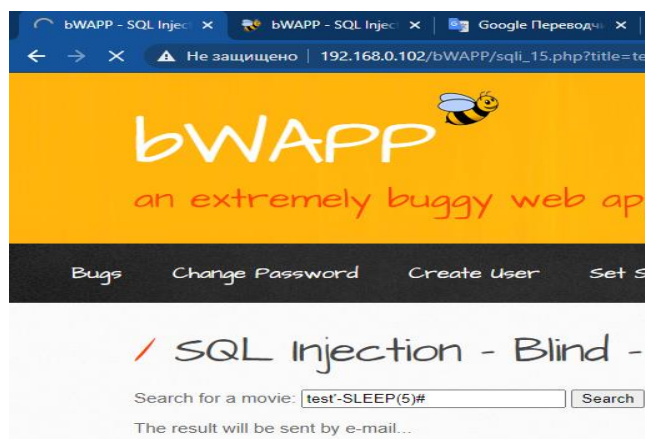 bWAPP - SQL Injec
bWAPP - SQL Injec
Google Переводч
Не защищено | 192.168.0.102/bWAPP/sqli_15.php?title=te
bWAPP
an extremely buggy web ap
Bugs Change Password Create User Set S
/ SQL Injection - Blind -
Search for a movie: test'-SLEEP(5)# Search
The result will be sent by e-mail...